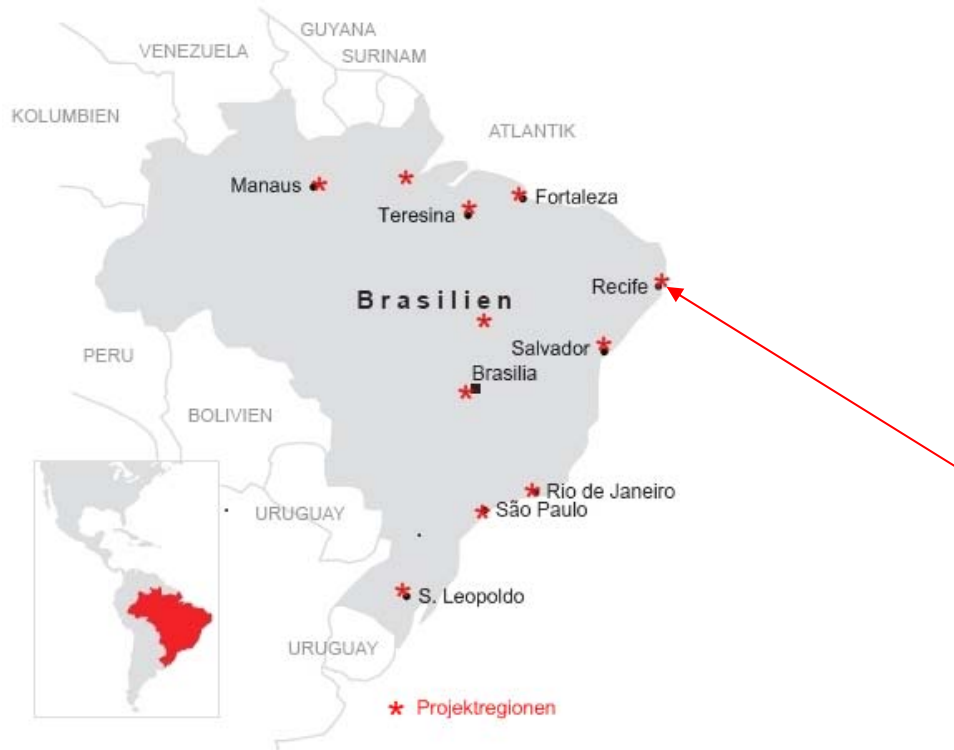 GUYANA
VENEZUELA
SURINAM
KOLUMBIEN
ATLANTIK
Manaus
Fortaleza
Teresina
Recife
Brasilien
Salvador
PERU
Brasilia
BOLIVIEN
Rio de Janeiro
São Paulo
URUGUAY
S. Leopoldo
URUGUAY
* Projektregionen